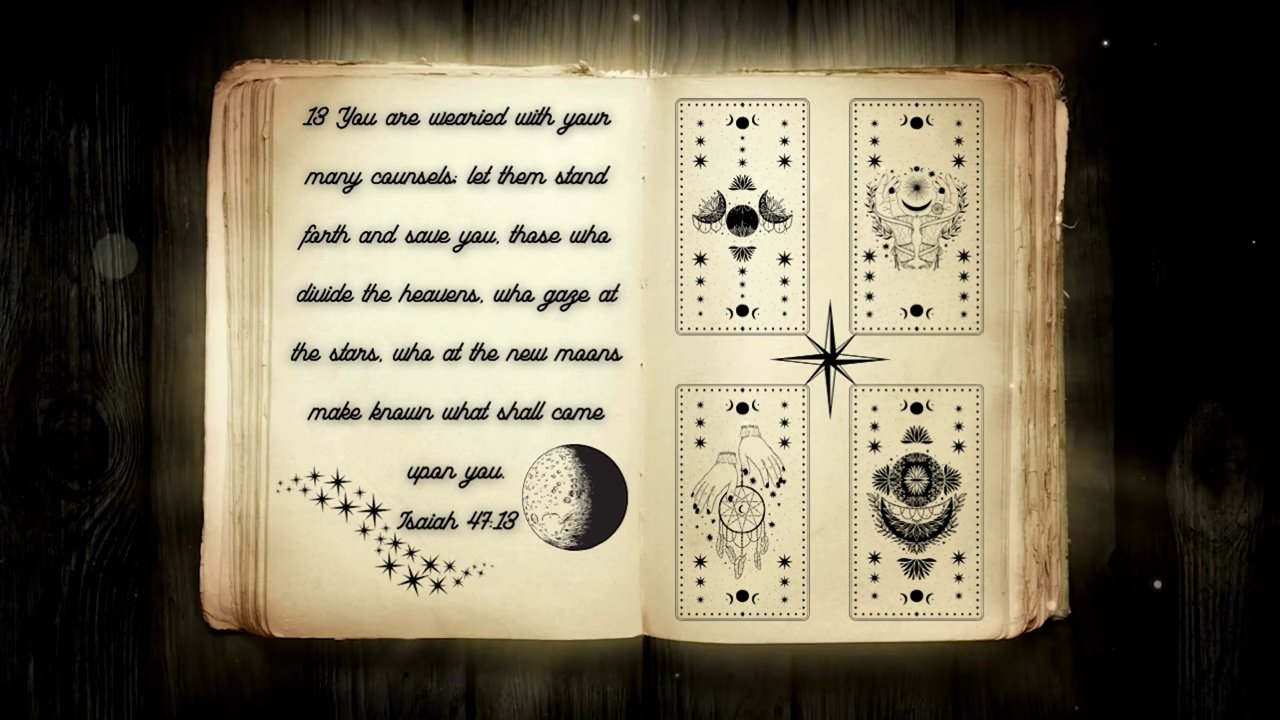 13 You are wearied with your
many counsels; let them stand
forth and save you, those who
divide the heavens, who gaze at
the stars, who at the new moons
make known what shall come
upon you.
Isaiah 47:13